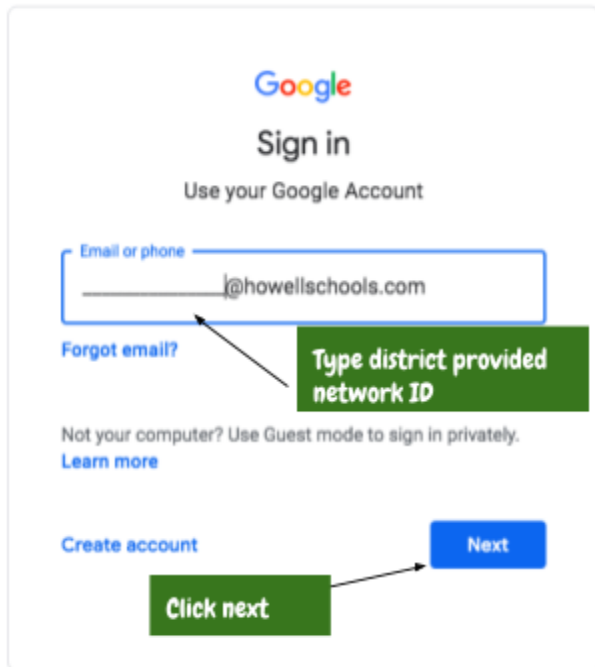 Google
Sign in
Use your Google Account
Email or phone
______________@howellschools.com
Forgot email?
Type district provided
network ID
Not your computer? Use Guest mode to sign in privately.
Learn more
Create account
Next
Click next